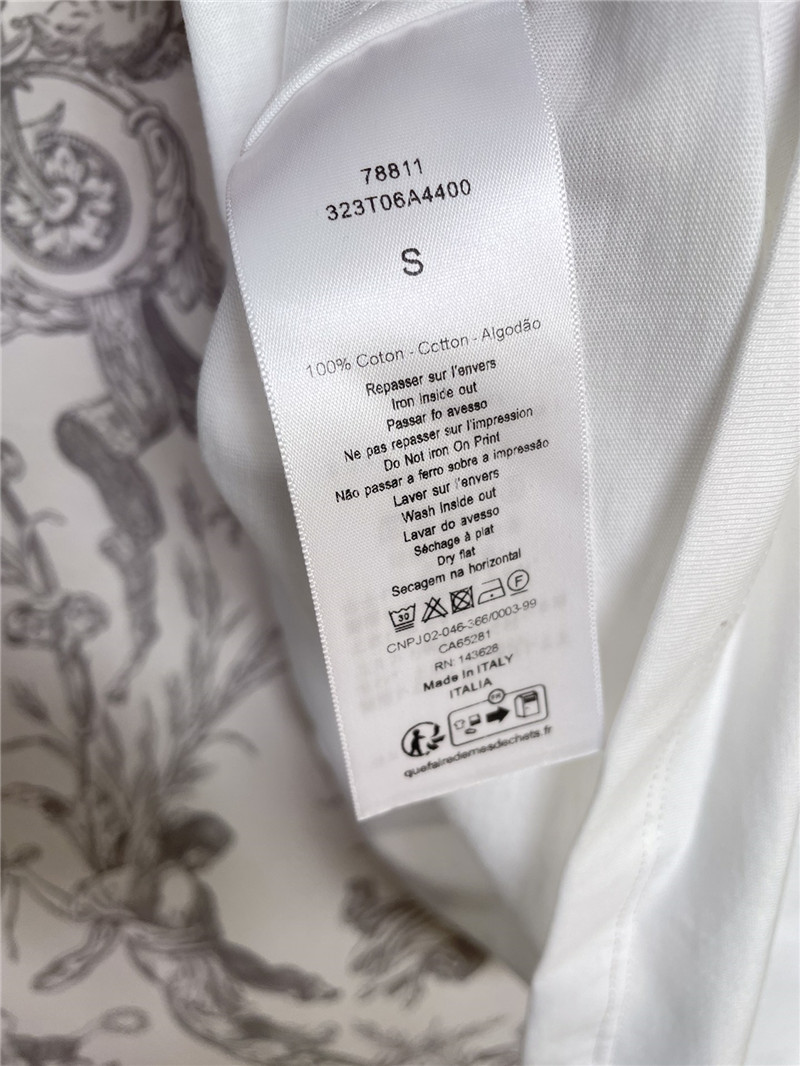 78811
323T06A4400
S
100% Coton - Cotton - Algodão
Repasser sur l'envers
Iron Inside out
Passar fo avesso
Ne pas repasser sur l'impression
Do Not Iron On Print
Não passar a ferro sobre a impressão
Laver sur l'envers
Wash Inside out
Lavar do avesso
Séchage à plat
Dry flat
Secagem na horizontal
30 F
CNPJ02-046-366/0003-99
CA65281
RN: 143628
Made In ITALY
ITALIA
FR
quefairedemesdechets.fr